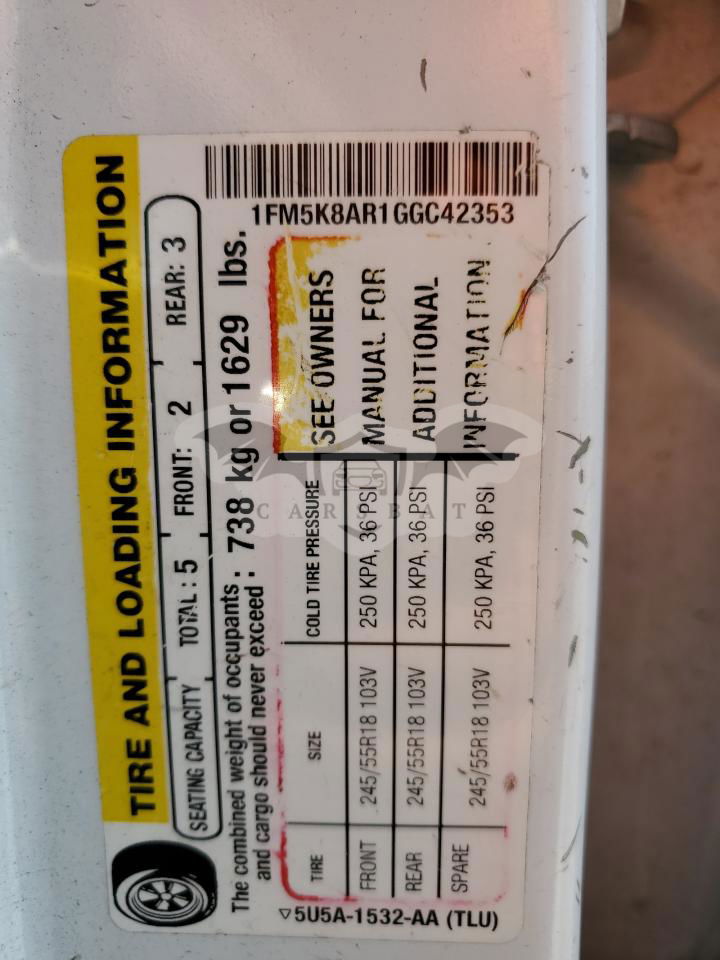 TIRE AND LOADING INFORMATION
SEATING CAPACITY TOTAL : 5 FRONT: 2 REAR: 3
The combined weight of occupants and cargo should never exceed : 738 kg or 1629 lbs.
1FM5K8AR1GGC42353
TIRE SIZE COLD TIRE PRESSURE
FRONT 245/55R18 103V 250 KPA, 36 PSI
REAR 245/55R18 103V 250 KPA, 36 PSI
SPARE 245/55R18 103V 250 KPA, 36 PSI
SEE OWNERS
MANUAL FOR
ADDITIONAL
INFORMATION
5U5A-1532-AA (TLU)
CARSBAT